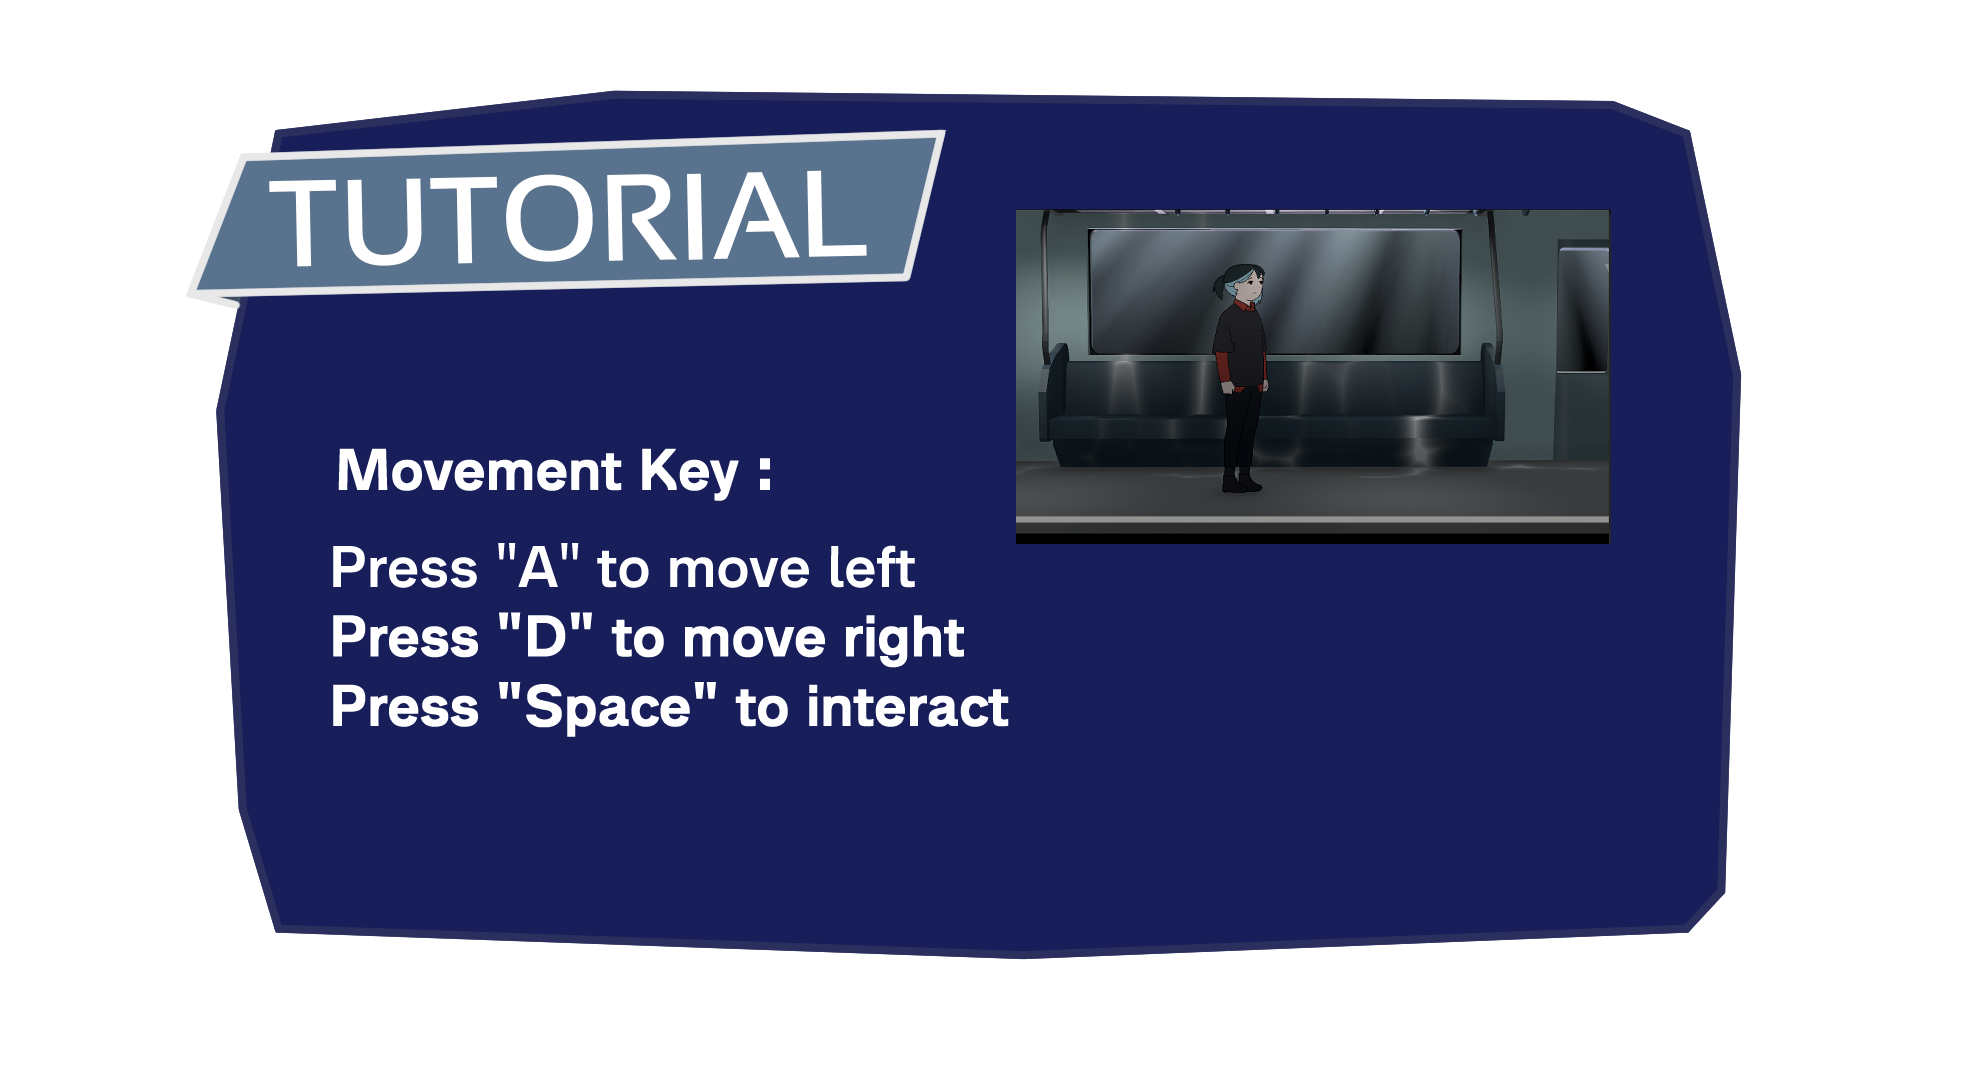 TUTORIAL
Movement Key :
Press "A" to move left
Press "D" to move right
Press "Space" to interact